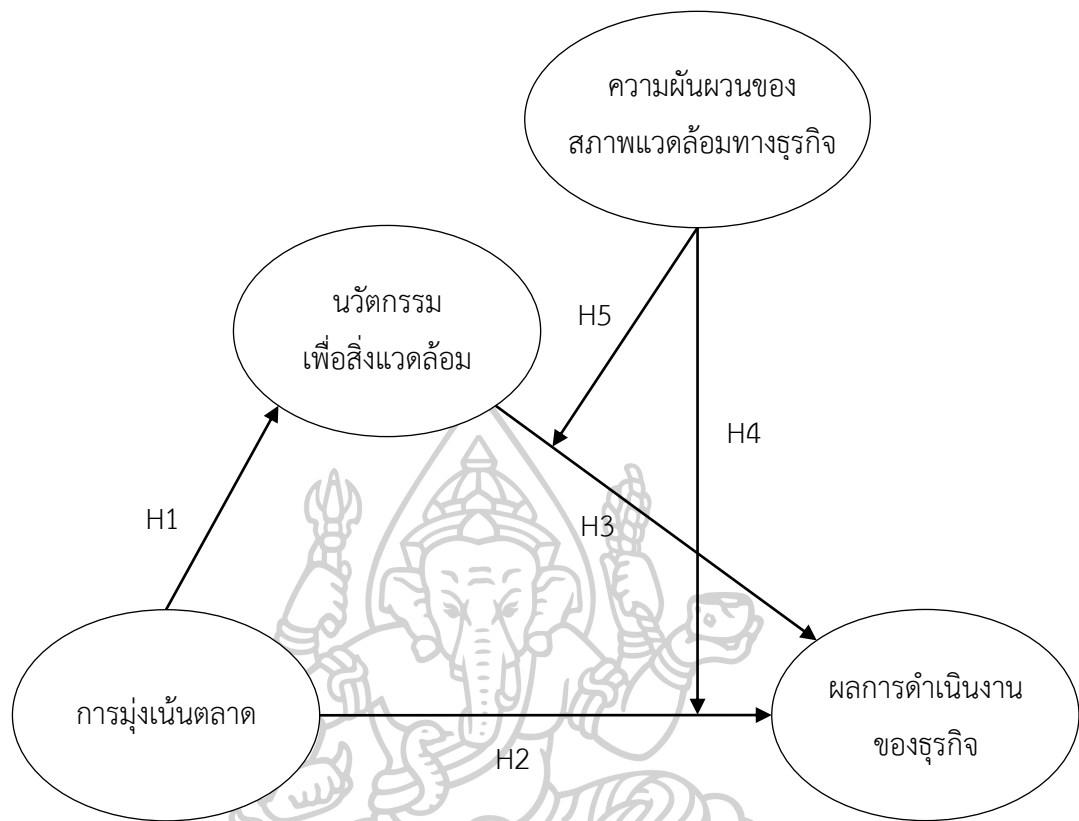 ความผันผวนของ
สภาพแวดล้อมทางธุรกิจ
นวัตกรรม
เพื่อสิ่งแวดล้อม
H5
H4
H3
H1
การมุ่งเน้นตลาด
H2
ผลการดำเนินงาน
ของธุรกิจ